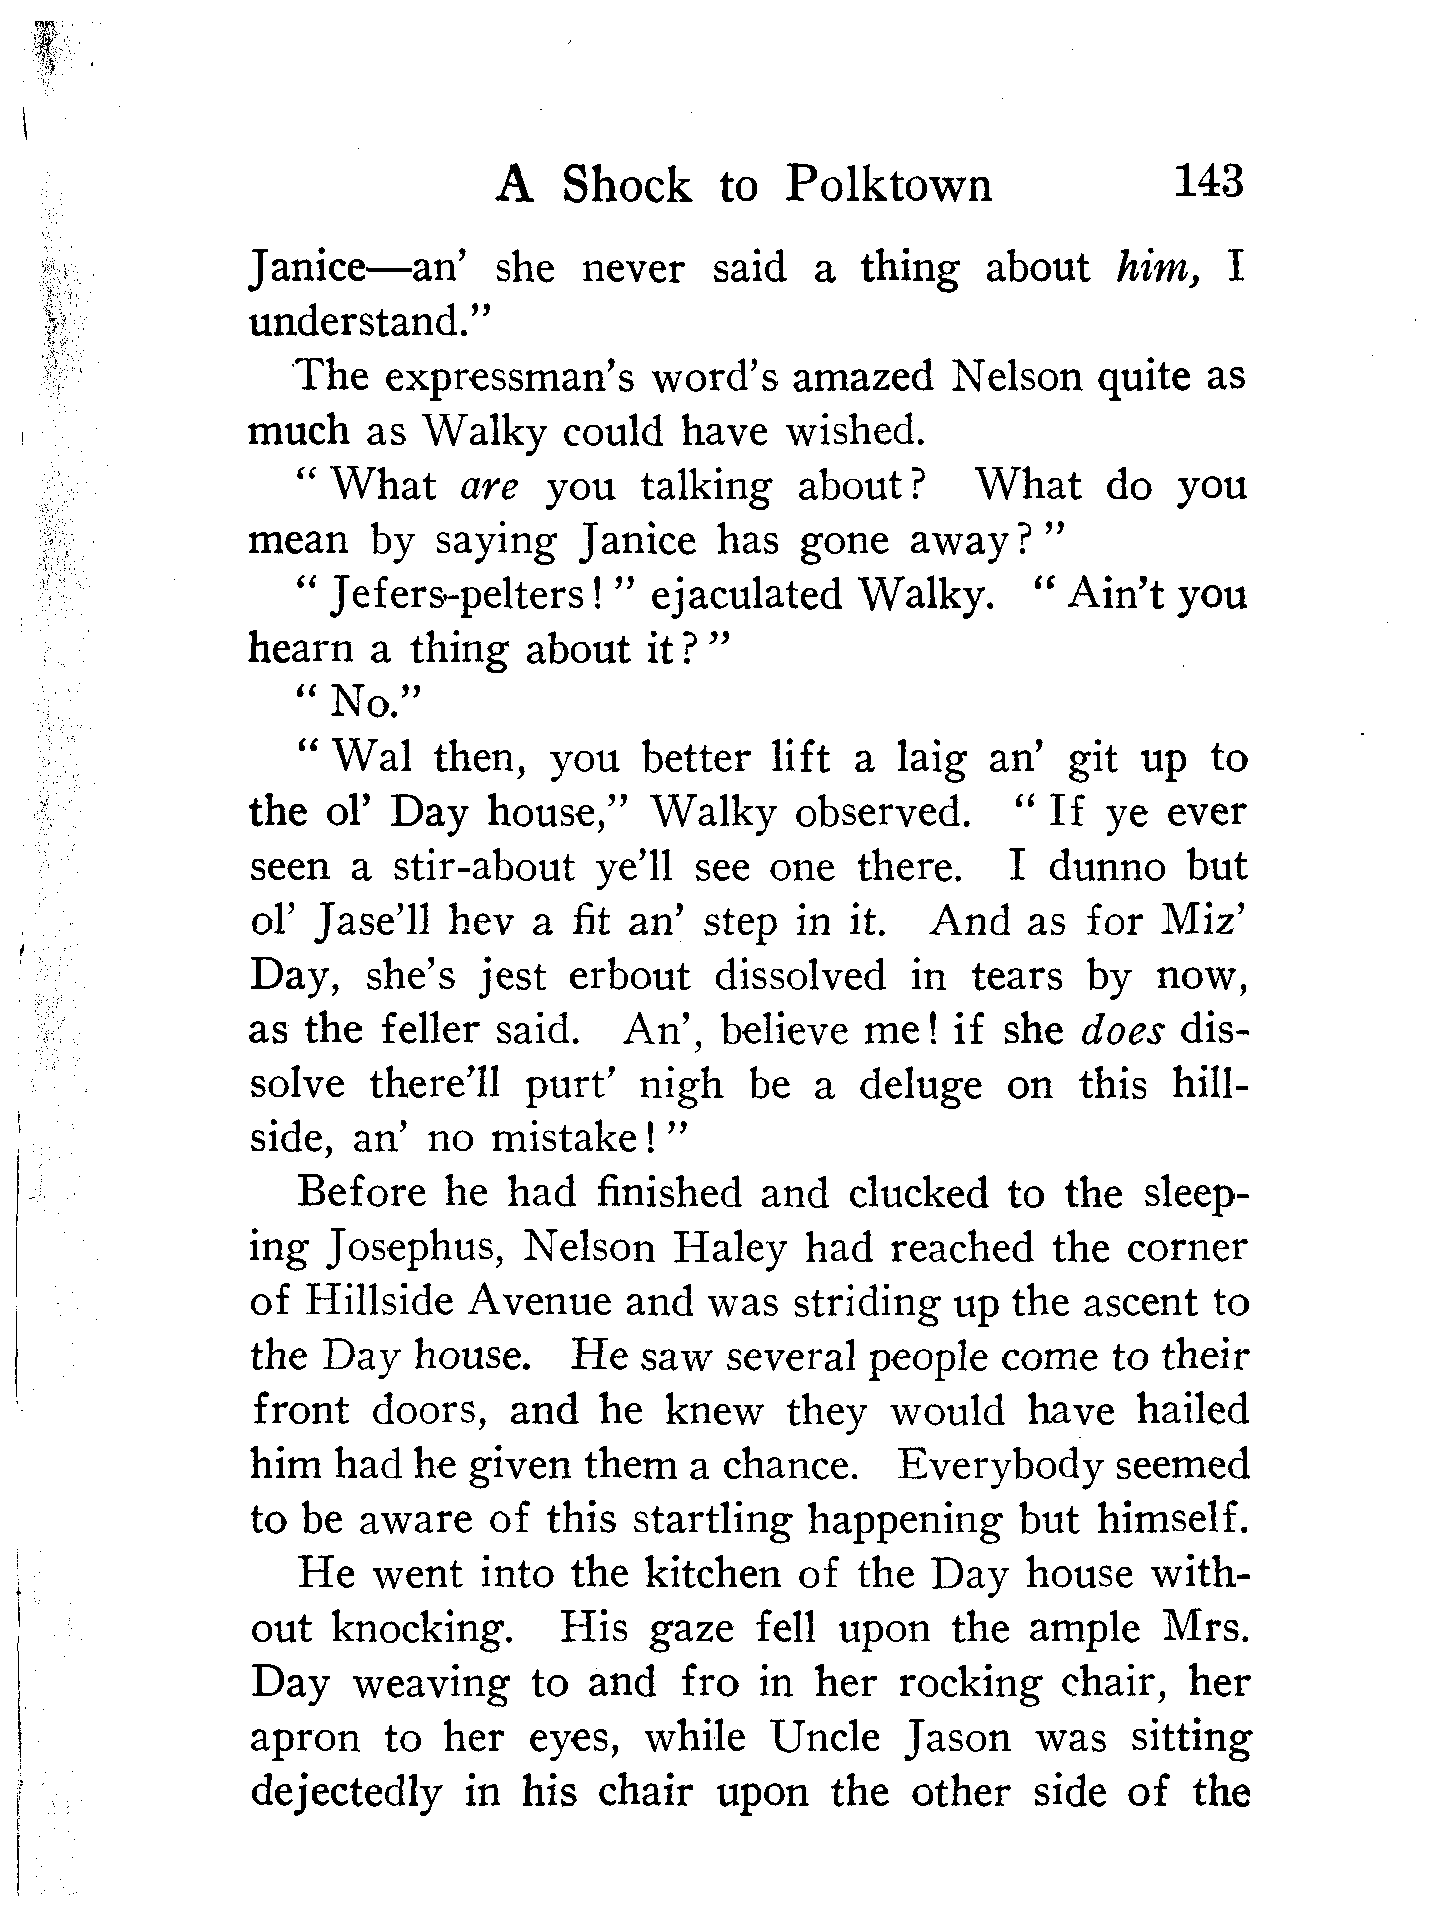 A Shock to Polktown 143
Janice—an’ she never said a thing about him, I
understand.”
The expressman’s word’s amazed Nelson quite as
much as Walky could have wished.
“ What are you talking about? What do you
mean by saying Janice has gone away? ”
“ Jefers-pelters! ” ejaculated Walky. “ Ain’t you
hearn a thing about it? ”
“ No.”
“ Wal then, you better lift a laig an’ git up to
the ol’ Day house,” Walky observed. “ If ye ever
seen a stir-about ye’ll see one there. I dunno but
ol’ Jase’ll hev a fit an’ step in it. And as for Miz’
Day, she’s jest erbout dissolved in tears by now,
as the feller said. An’, believe me! if she does dis-
solve there’ll purt’ nigh be a deluge on this hill-
side, an’ no mistake! ”
Before he had finished and clucked to the sleep-
ing Josephus, Nelson Haley had reached the corner
of Hillside Avenue and was striding up the ascent to
the Day house. He saw several people come to their
front doors, and he knew they would have hailed
him had he given them a chance. Everybody seemed
to be aware of this startling happening but himself.
He went into the kitchen of the Day house with-
out knocking. His gaze fell upon the ample Mrs.
Day weaving to and fro in her rocking chair, her
apron to her eyes, while Uncle Jason was sitting
dejectedly in his chair upon the other side of the